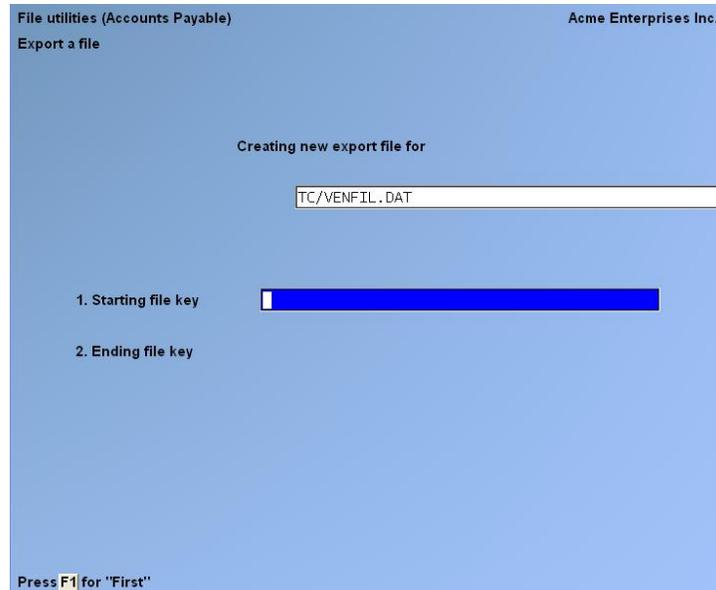 File utilities (Accounts Payable) Acme Enterprises Inc.
Export a file
Creating new export file for
TC/VENFIL.DAT
1. Starting file key
2. Ending file key
Press F1 for "First"